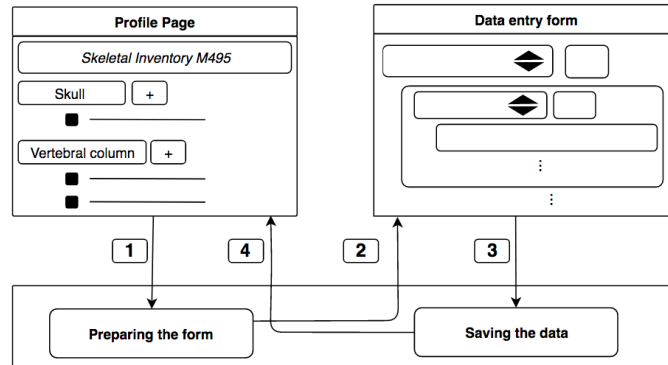 Profile Page
Skeletal Inventory M495
Skull +
Vertebral column +
Data entry form
⋮
⋮
1
4
2
3
Preparing the form
Saving the data